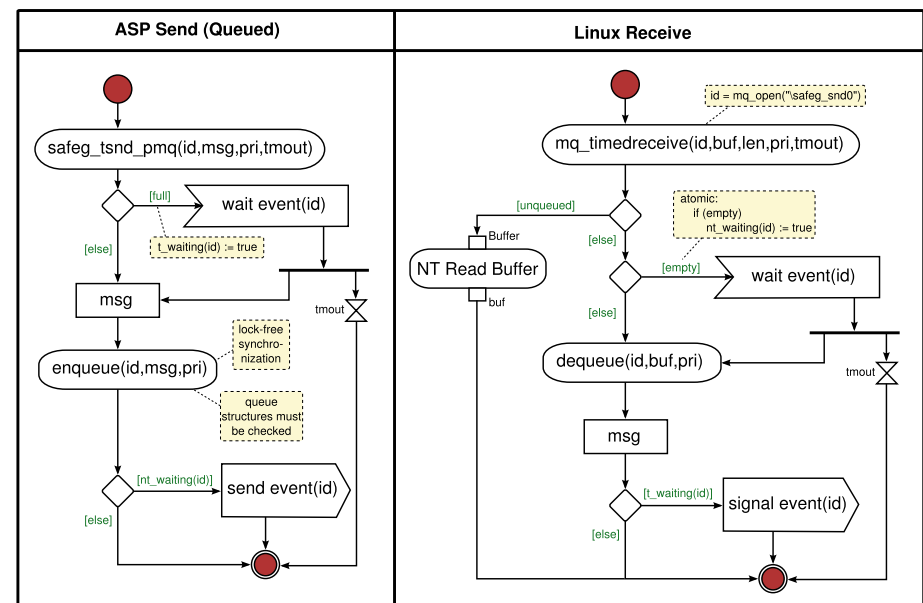 ASP Send (Queued)
safeg_tsnd_pmq(id,msg,pri,tmout)
[full]
wait event(id)
t_waiting(id) := true
[else]
msg
tmout
lock-free
synchro-
nization
enqueue(id,msg,pri)
queue
structures must
be checked
[nt_waiting(id)]
send event(id)
[else]
Linux Receive
id = mq_open("\safeg_snd0")
mq_timedreceive(id,buf,len,pri,tmout)
atomic:
if (empty)
nt_waiting(id) := true
[unqueued]
Buffer
[else]
NT Read Buffer
buf
[empty]
wait event(id)
[else]
tmout
dequeue(id,buf,pri)
msg
[t_waiting(id)]
signal event(id)
[else]